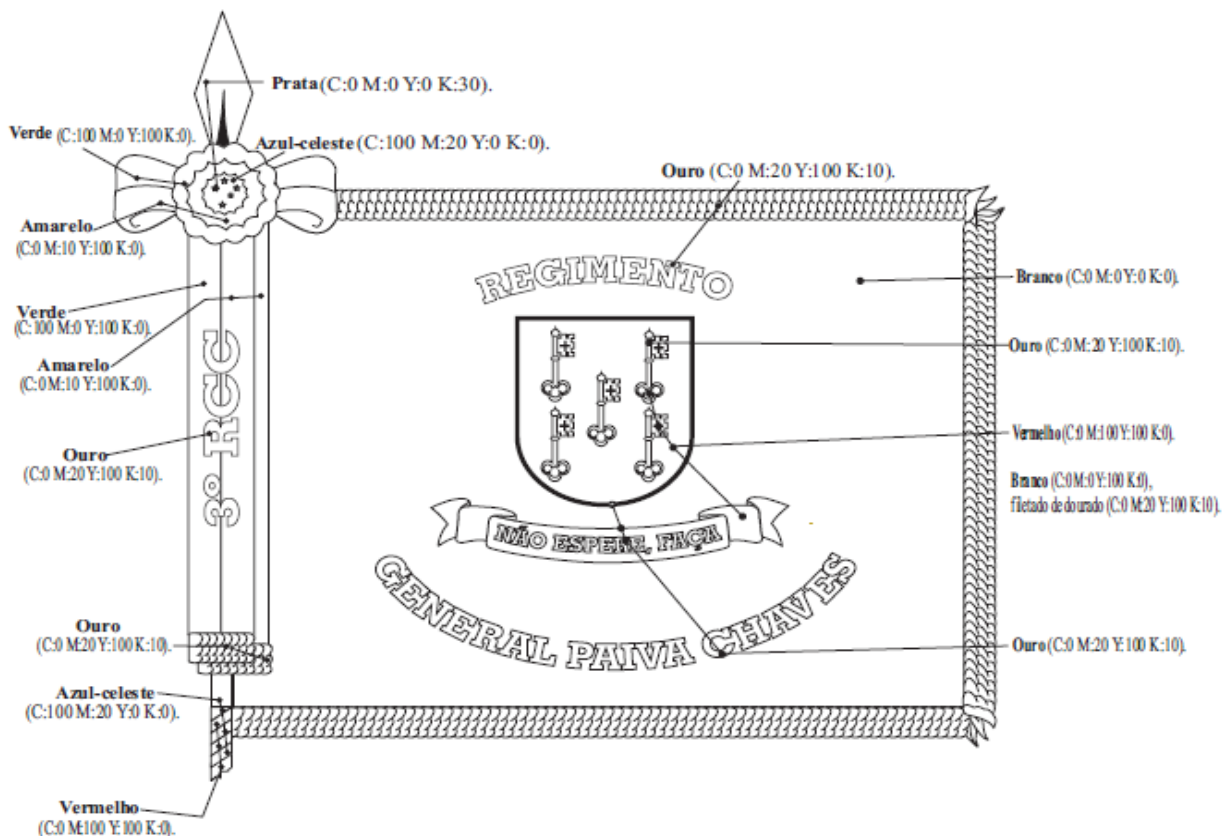 Prata (C:0 M:0 Y:0 K:30).
Verde (C:100 M:0 Y:100 K:0).
Azul-celeste (C:100 M:20 Y:0 K:0).
Ouro (C:0 M:20 Y:100 K:10).
Amarelo
(C:0 M:10 Y:100 K:0).
REGIMENTO
Branco (C:0 M:0 Y:0 K:0).
Verde
(C:100 M:0 Y:100 K:0).
Ouro (C:0 M:20 Y:100 K:10).
Amarelo
(C:0 M:10 Y:100 K:0).
3º RCC
Vermelho (C:0 M:100 Y:100 K:0).
Ouro
(C:0 M:20 Y:100 K:10).
Branco (C:0 M:0 Y:100 K:0),
filetado de dourado (C:0 M:20 Y:100 K:10).
NÃO ESPERE, FAÇA
GENERAL PAIVA CHAVES
Ouro
(C:0 M:20 Y:100 K:10).
Ouro (C:0 M:20 Y:100 K:10).
Azul-celeste
(C:100 M:20 Y:0 K:0).
Vermelho
(C:0 M:100 Y:100 K:0).